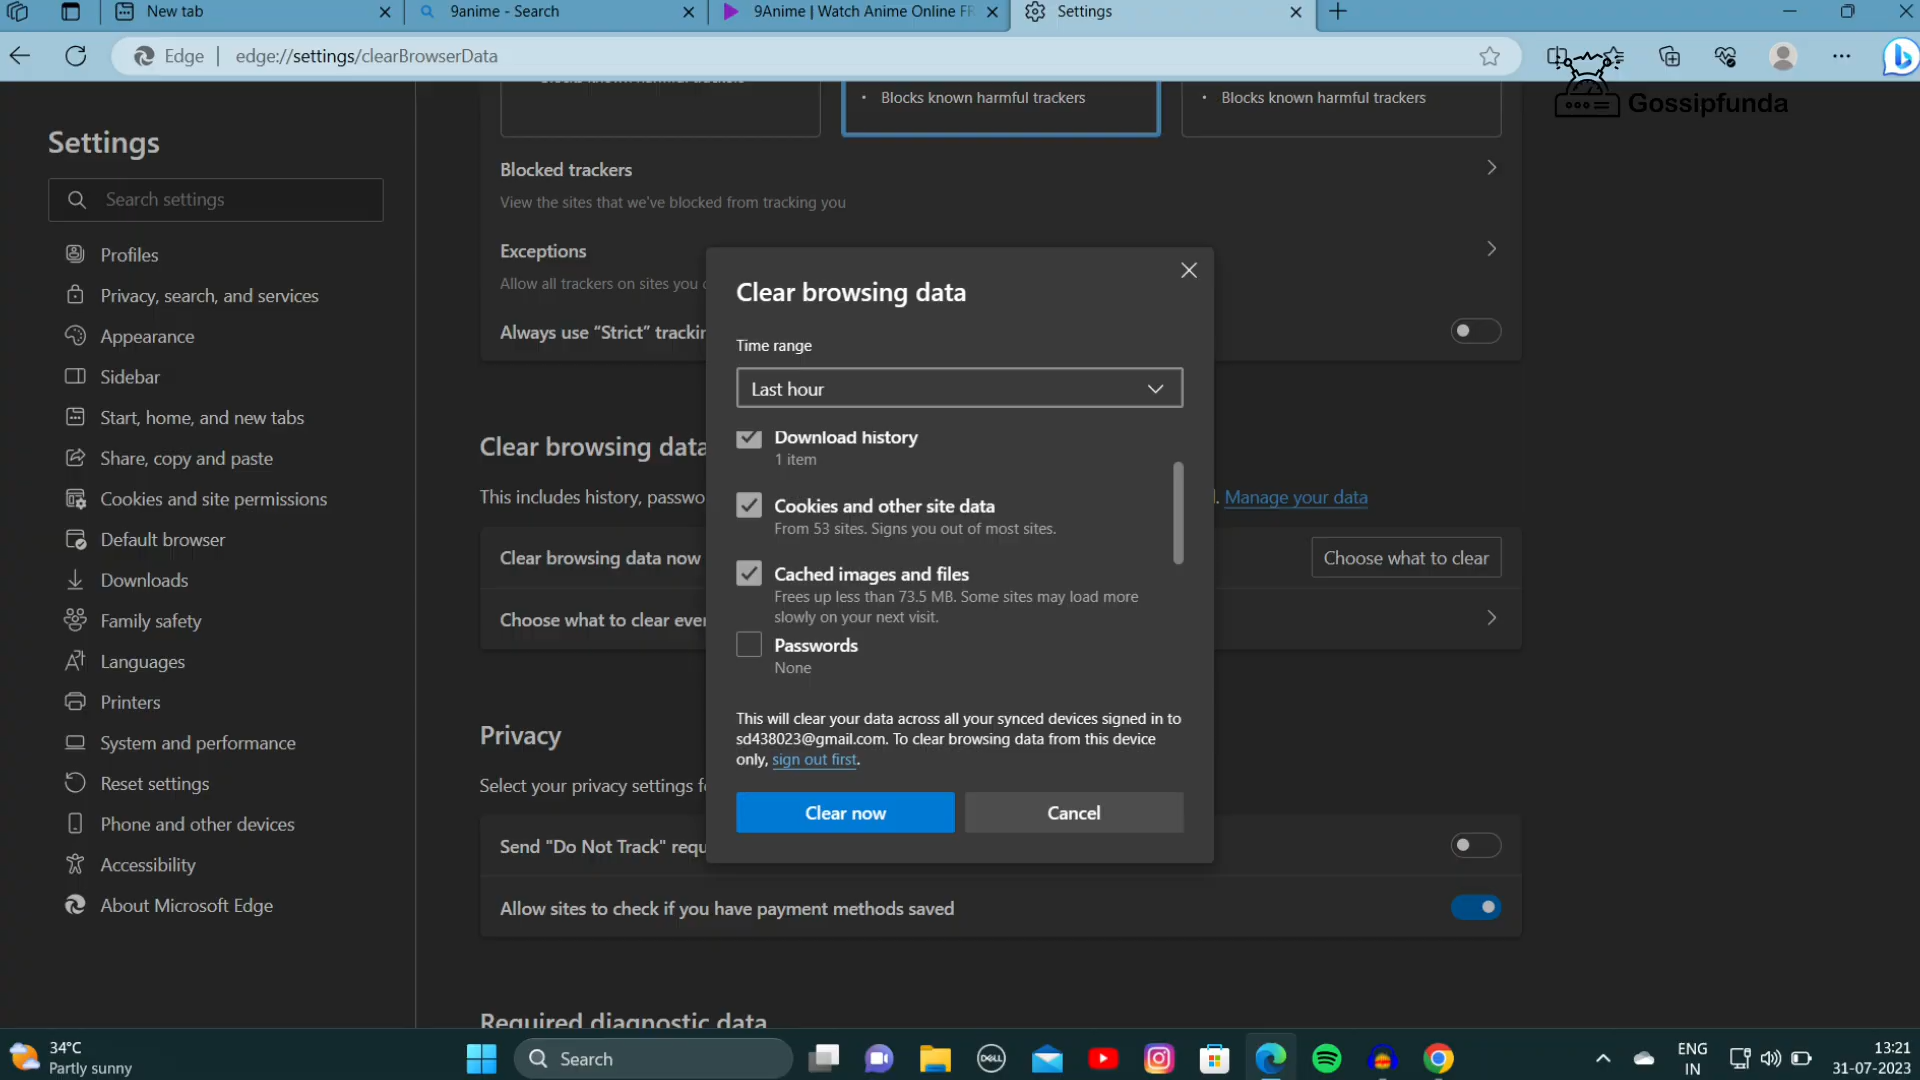 New tab
9anime - Search
9Anime | Watch Anime Online FR
Settings
Edge
edge://settings/clearBrowserData
Gossipfunda
Settings
Search settings
Profiles
Privacy, search, and services
Appearance
Sidebar
Start, home, and new tabs
Share, copy and paste
Cookies and site permissions
Default browser
Downloads
Family safety
Languages
Printers
System and performance
Reset settings
Phone and other devices
Accessibility
About Microsoft Edge
• Blocks known harmful trackers
• Blocks known harmful trackers
Blocked trackers
View the sites that we've blocked from tracking you
Exceptions
Allow all trackers on sites you
Always use “Strict” trackin
Clear browsing data
This includes history, passwo
Manage your data
Clear browsing data now
Choose what to clear
Choose what to clear ever
Privacy
Select your privacy settings f
Send "Do Not Track" requ
Allow sites to check if you have payment methods saved
Required diagnostic data
Clear browsing data
Time range
Last hour
Download history
1 item
Cookies and other site data
From 53 sites. Signs you out of most sites.
Cached images and files
Frees up less than 73.5 MB. Some sites may load more
slowly on your next visit.
Passwords
None
This will clear your data across all your synced devices signed in to
sd438023@gmail.com. To clear browsing data from this device
only, sign out first.
Clear now
Cancel
34°C
Partly sunny
Search
DELL
ENG
IN
13:21
31-07-2023